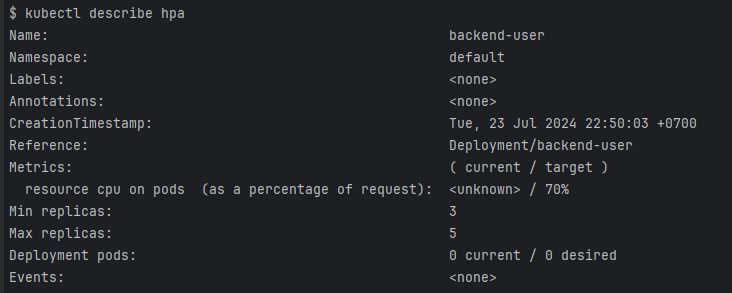 $ kubectl describe hpa
Name: backend-user
Namespace: default
Labels: <none>
Annotations: <none>
CreationTimestamp: Tue, 23 Jul 2024 22:50:03 +0700
Reference: Deployment/backend-user
Metrics: ( current / target )
resource cpu on pods  (as a percentage of request): <unknown> / 70%
Min replicas: 3
Max replicas: 5
Deployment pods: 0 current / 0 desired
Events: <none>